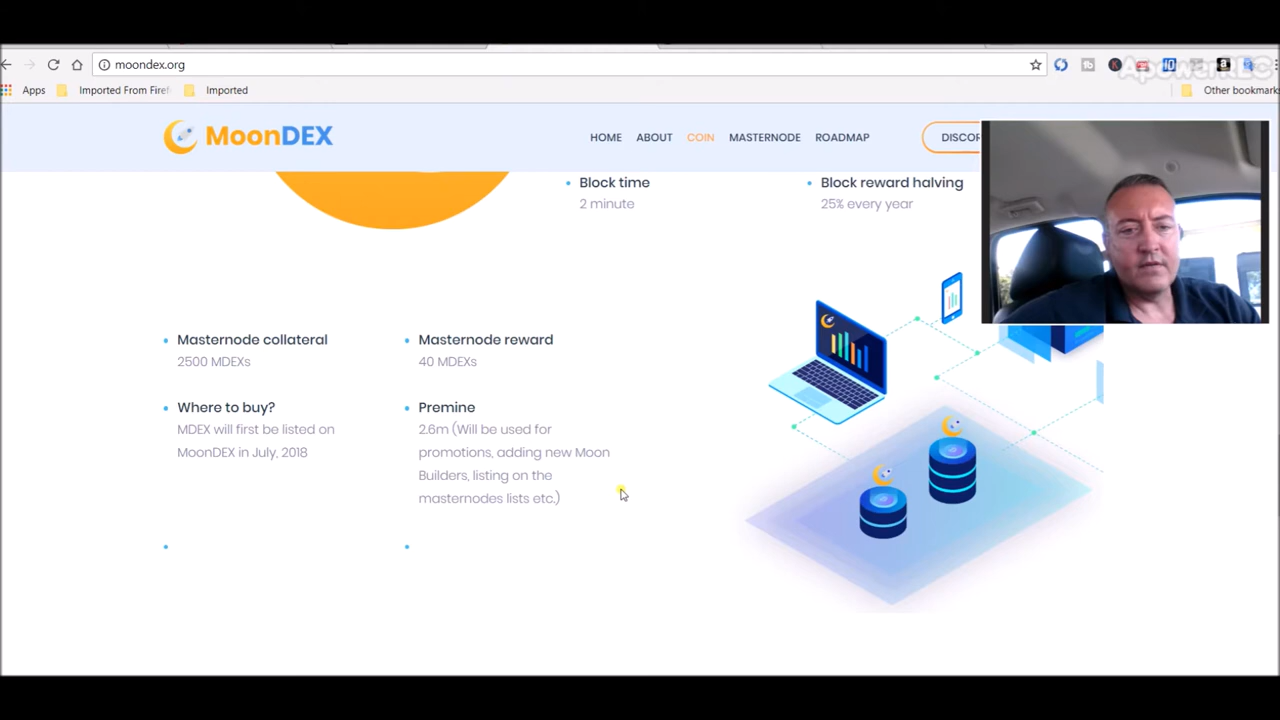 moondex.org
ApowerREC
Apps Imported From Firef Imported Other bookmark
MoonDEX HOME ABOUT COIN MASTERNODE ROADMAP DISCOR
Block time Block reward halving
2 minute 25% every year
Masternode collateral Masternode reward
2500 MDEXs 40 MDEXs
Where to buy? Premine
MDEX will first be listed on 2.6m (Will be used for
MoonDEX in July, 2018 promotions, adding new Moon
Builders, listing on the
masternodes lists etc.)